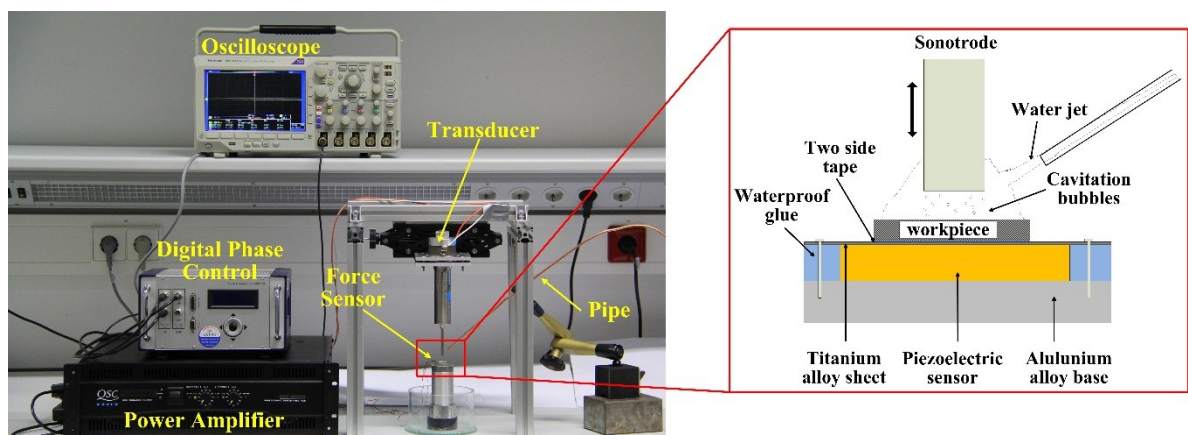 Oscilloscope
Transducer
Digital Phase
Control
Force
Sensor
Pipe
QSC
Power Amplifier
Sonotrode
Water jet
Two side
tape
Cavitation
bubbles
Waterproof
glue
workpiece
Titanium
alloy sheet
Piezoelectric
sensor
Alulunium
alloy base